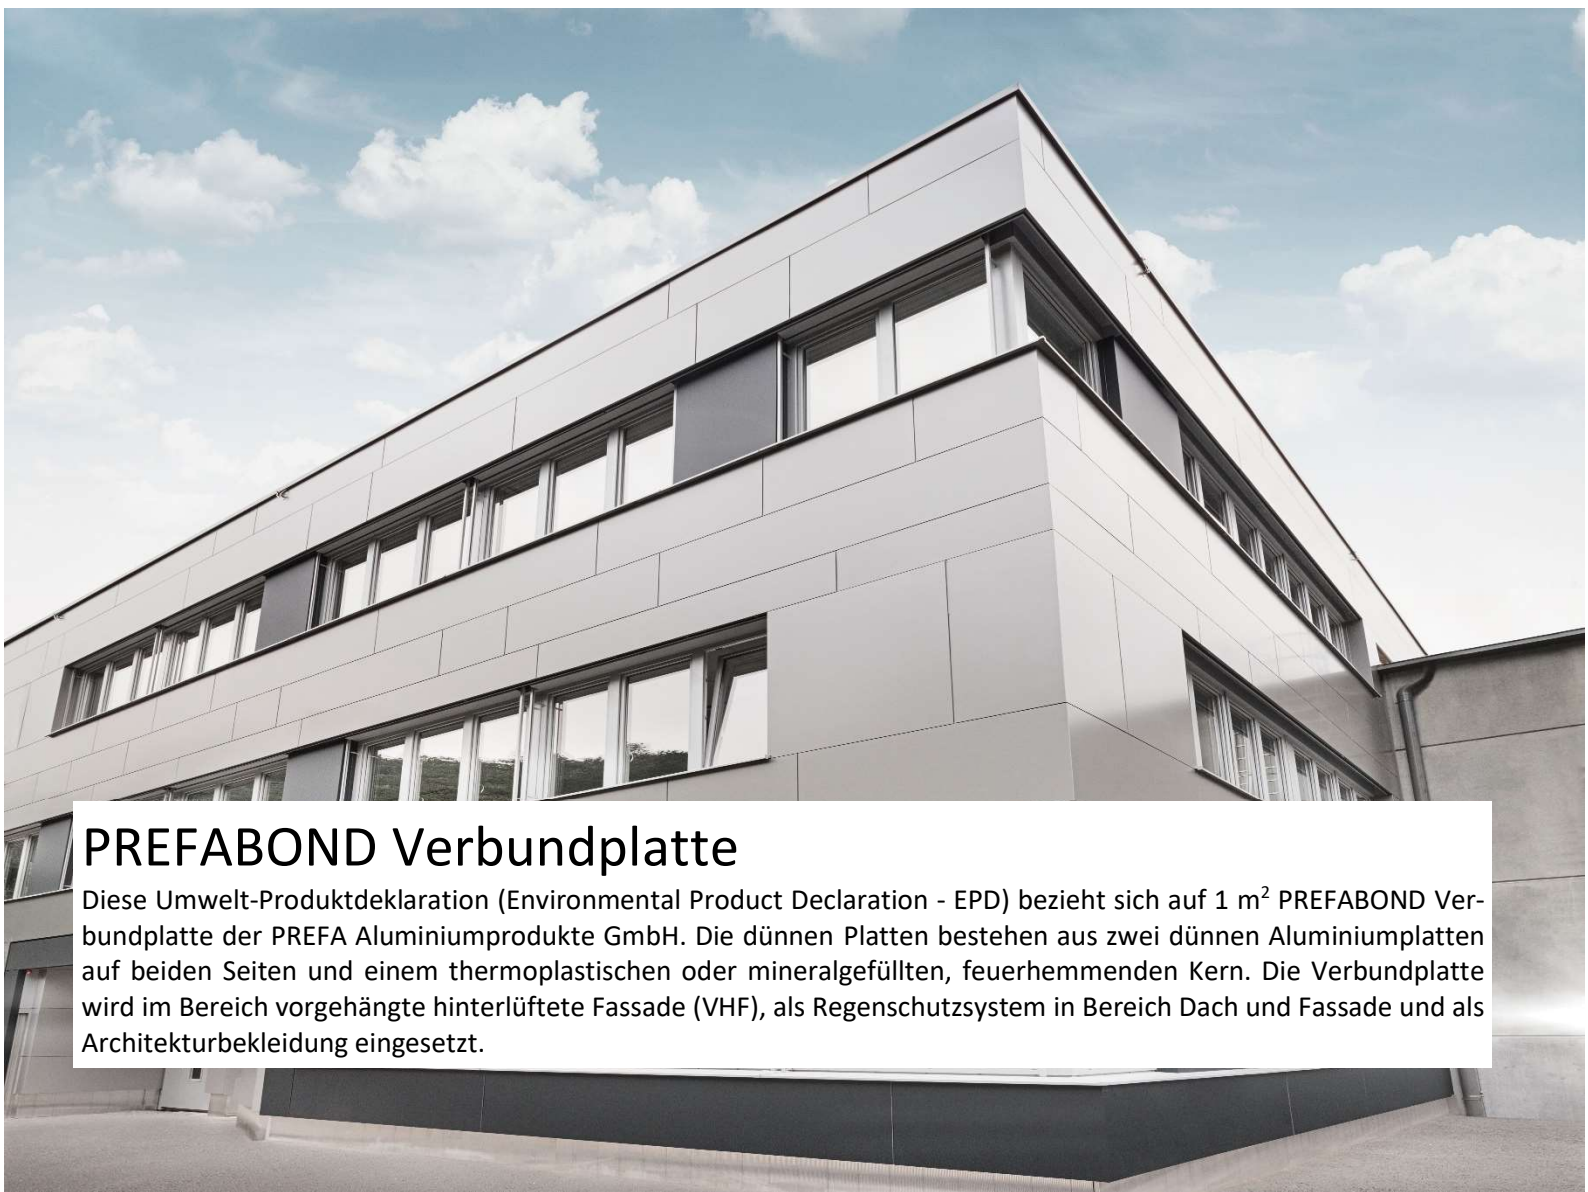 PREFABOND Verbundplatte
Diese Umwelt-Produktdeklaration (Environmental Product Declaration - EPD) bezieht sich auf 1 m² PREFABOND Ver-
bundplatte der PREFA Aluminiumprodukte GmbH. Die dünnen Platten bestehen aus zwei dünnen Aluminiumplatten
auf beiden Seiten und einem thermoplastischen oder mineralgefüllten, feuerhemmenden Kern. Die Verbundplatte
wird im Bereich vorgehängte hinterlüftete Fassade (VHF), als Regenschutzsystem in Bereich Dach und Fassade und als
Architekturbekleidung eingesetzt.